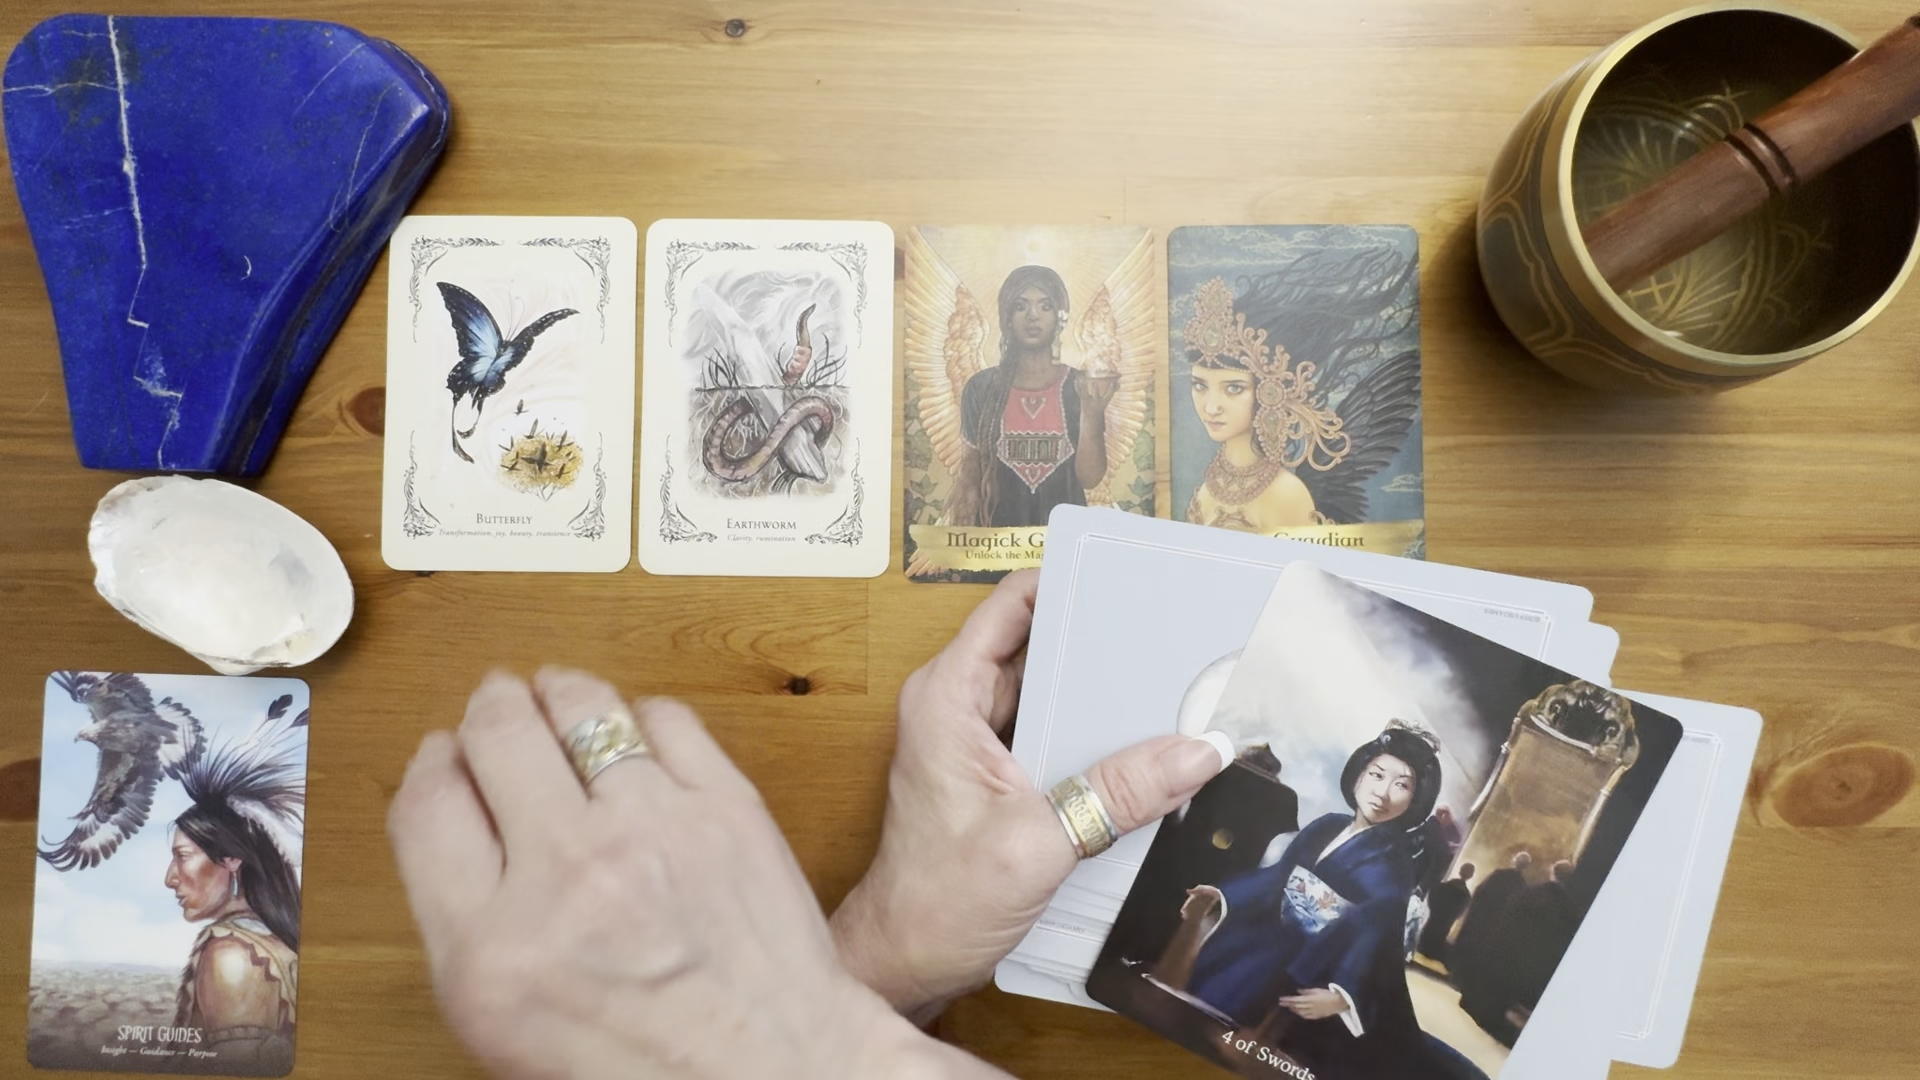 BUTTERFLY
Transformation, joy, beauty, transience
EARTHWORM
Clarity, rumination
Magick G
Unlock the Ma
Guardian
SPIRIT GUIDES
Insight — Guidance — Purpose
4 of Swords